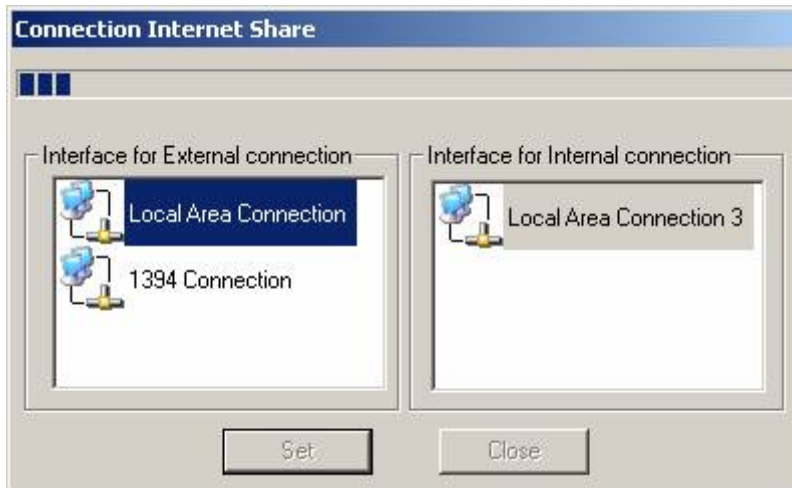 Connection Internet Share
Interface for External connection
Local Area Connection
1394 Connection
Interface for Internal connection
Local Area Connection 3
Set
Close